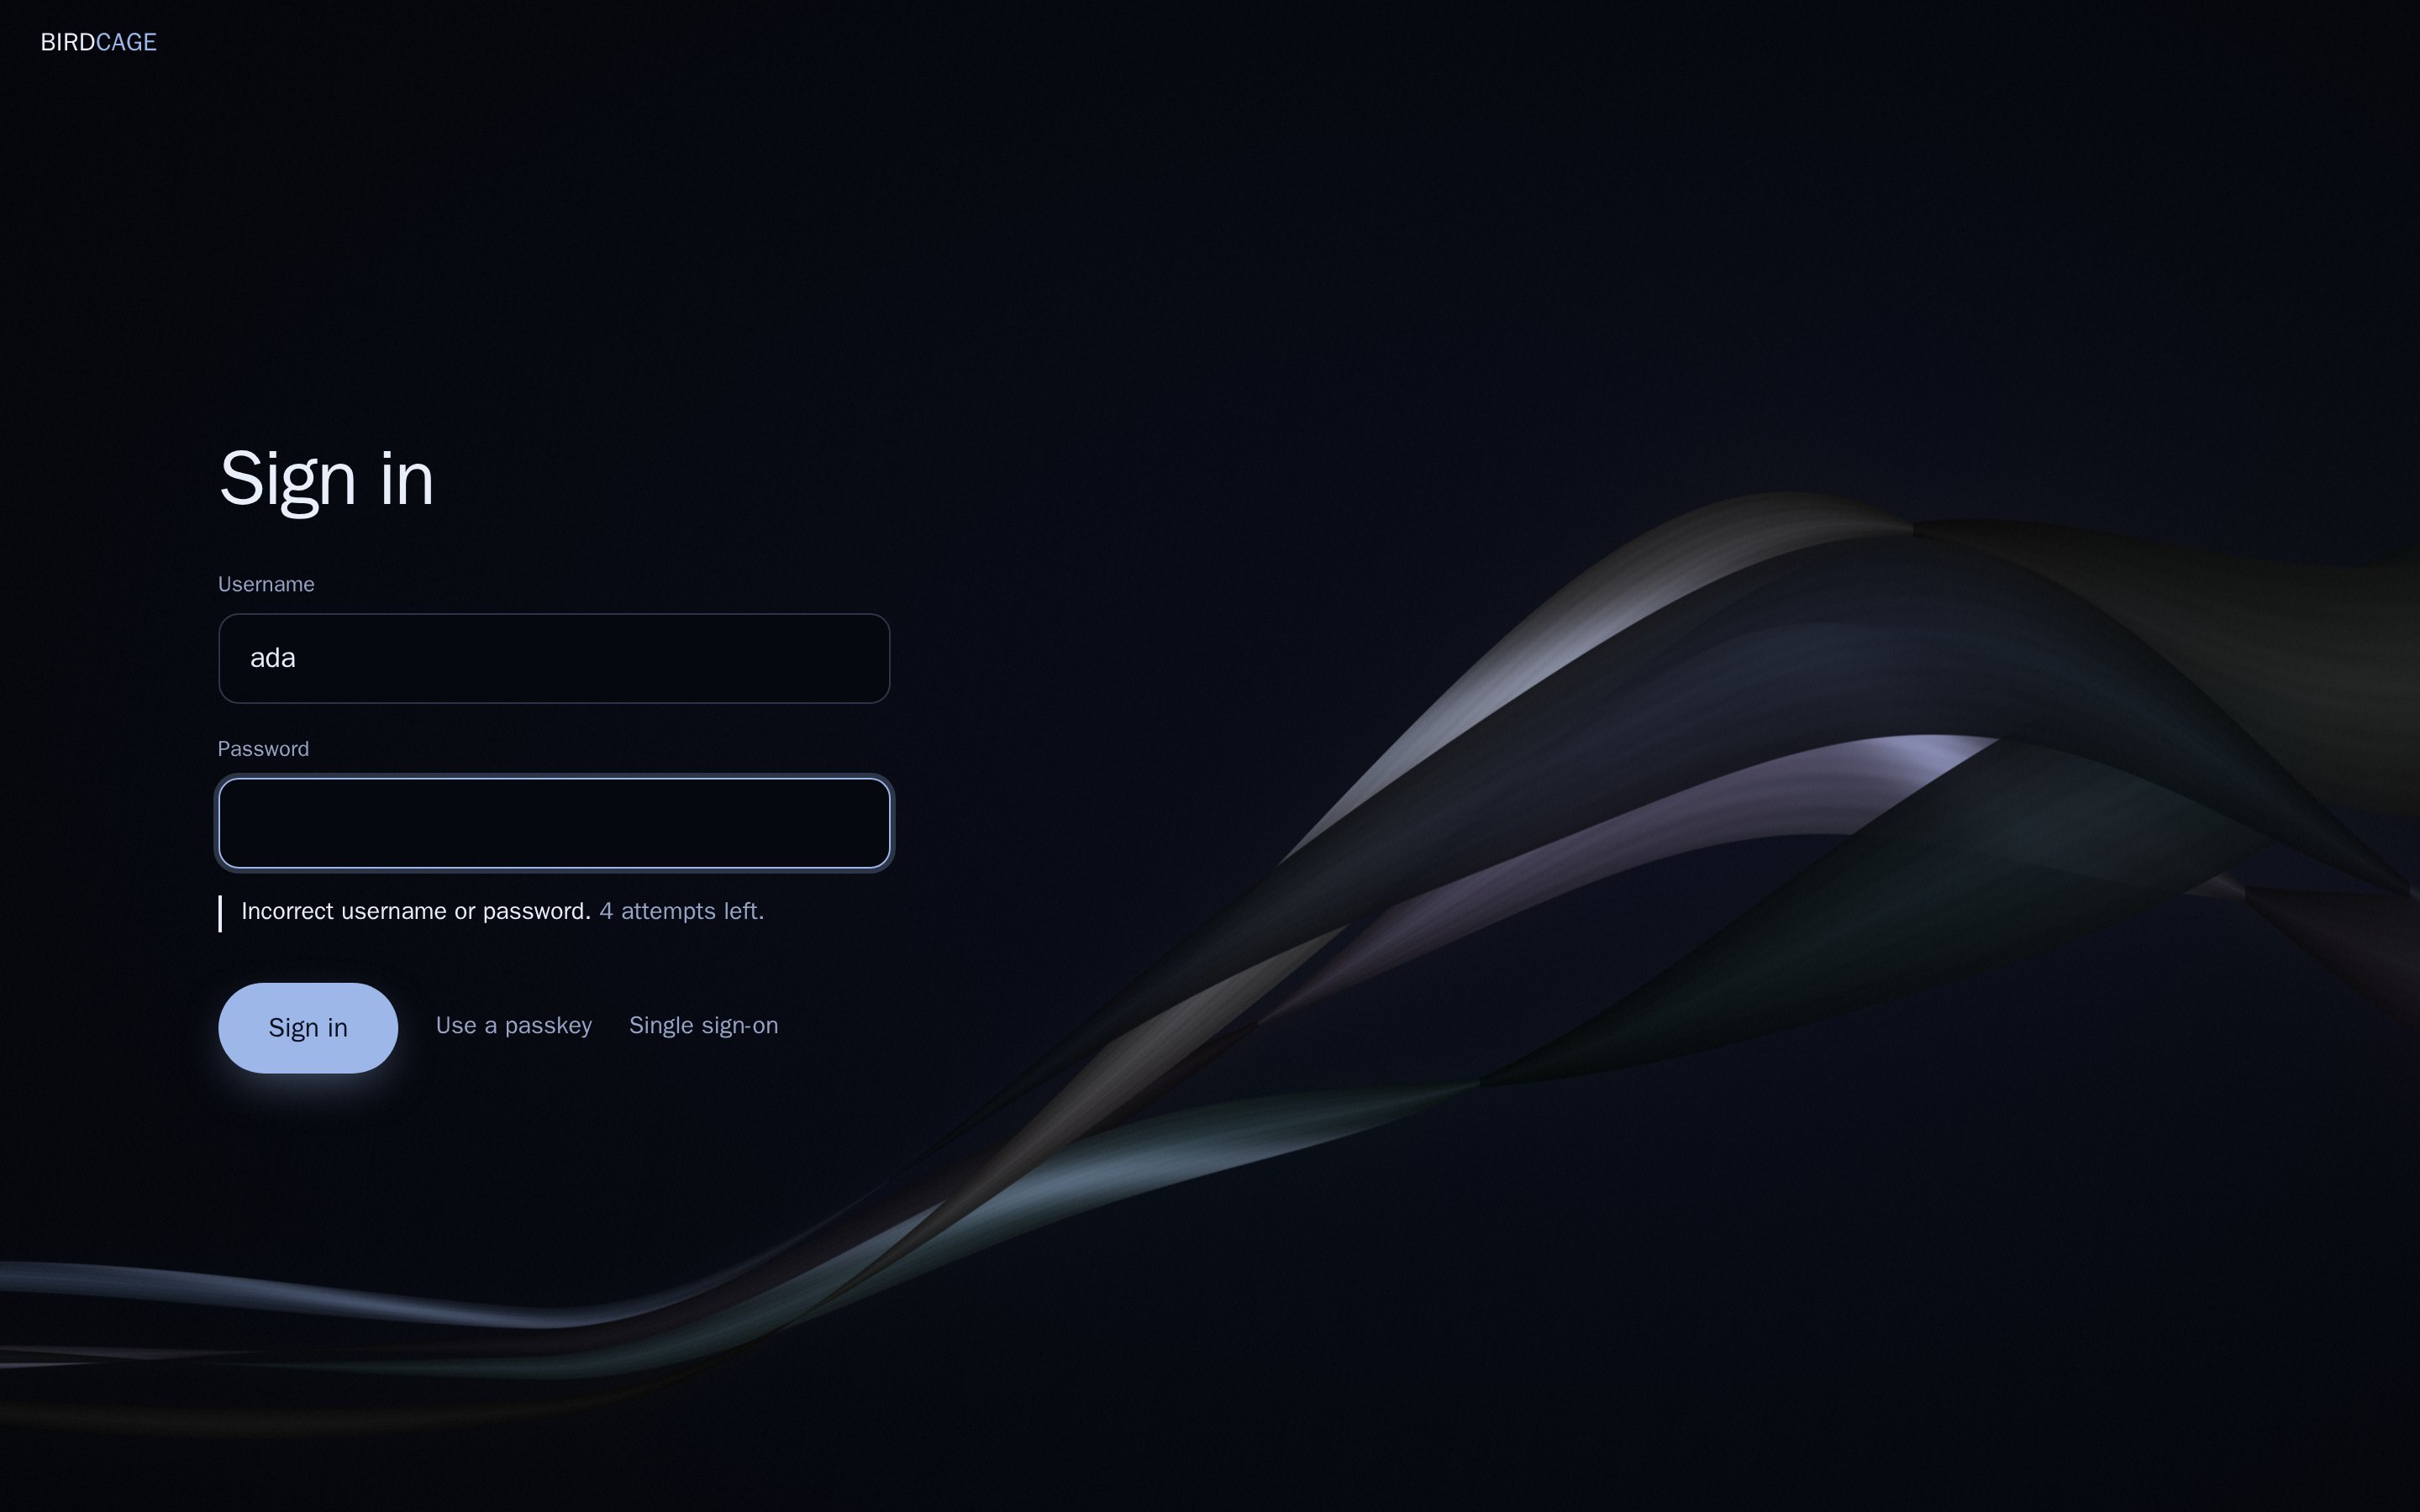 BIRDCAGE
Sign in
Username
ada
Password
Incorrect username or password. 4 attempts left.
Sign in Use a passkey Single sign-on